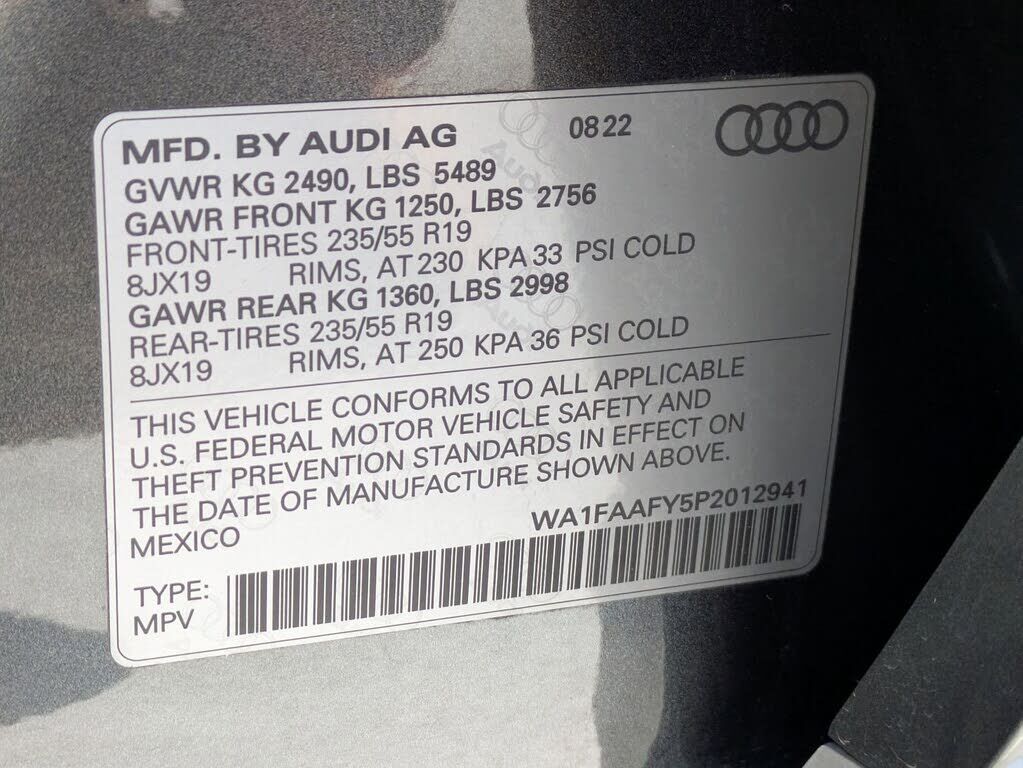 MFD. BY AUDI AG 08 22
GVWR KG 2490, LBS 5489
GAWR FRONT KG 1250, LBS 2756
FRONT-TIRES 235/55 R19
8JX19 RIMS, AT 230 KPA 33 PSI COLD
GAWR REAR KG 1360, LBS 2998
REAR-TIRES 235/55 R19
8JX19 RIMS, AT 250 KPA 36 PSI COLD
THIS VEHICLE CONFORMS TO ALL APPLICABLE
U.S. FEDERAL MOTOR VEHICLE SAFETY AND
THEFT PREVENTION STANDARDS IN EFFECT ON
THE DATE OF MANUFACTURE SHOWN ABOVE.
MEXICO WA1FAAFY5P2012941
TYPE:
MPV